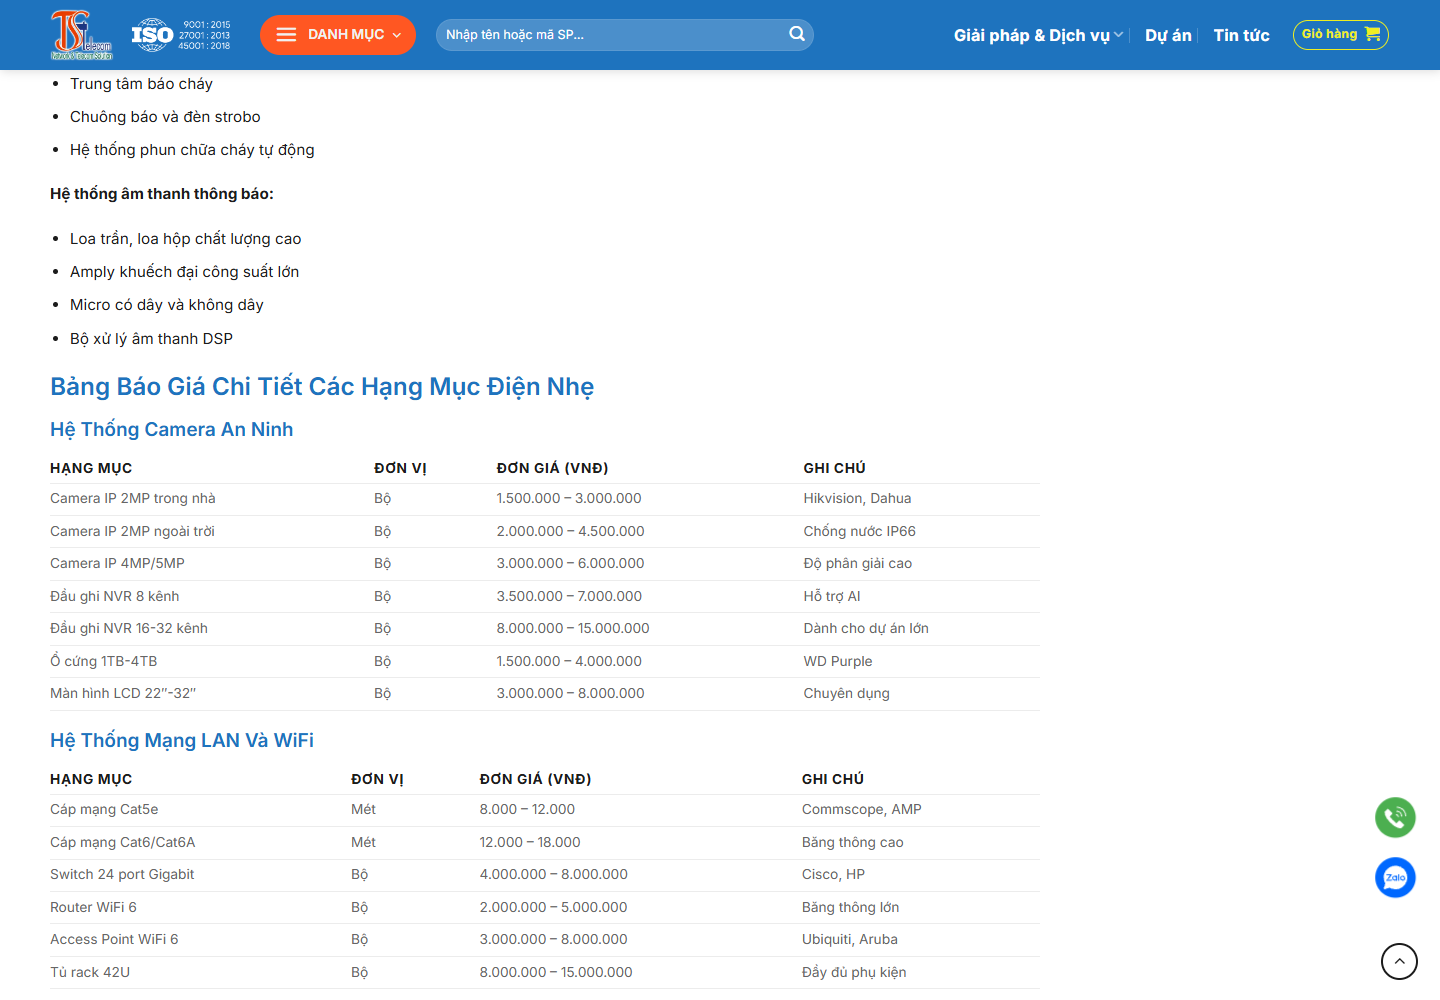 TST
telecom
Network & Telecom Solution
ISO
9001 : 2015
27001 : 2013
45001 : 2018
DANH MỤC
Nhập tên hoặc mã SP...
Giải pháp & Dịch vụ
Dự án
Tin tức
Giỏ hàng
Trung tâm báo cháy
Chuông báo và đèn strobo
Hệ thống phun chữa cháy tự động
Hệ thống âm thanh thông báo:
Loa trần, loa hộp chất lượng cao
Amply khuếch đại công suất lớn
Micro có dây và không dây
Bộ xử lý âm thanh DSP
Bảng Báo Giá Chi Tiết Các Hạng Mục Điện Nhẹ
Hệ Thống Camera An Ninh
HẠNG MỤC ĐƠN VỊ ĐƠN GIÁ (VNĐ) GHI CHÚ
Camera IP 2MP trong nhà Bộ 1.500.000 – 3.000.000 Hikvision, Dahua
Camera IP 2MP ngoài trời Bộ 2.000.000 – 4.500.000 Chống nước IP66
Camera IP 4MP/5MP Bộ 3.000.000 – 6.000.000 Độ phân giải cao
Đầu ghi NVR 8 kênh Bộ 3.500.000 – 7.000.000 Hỗ trợ AI
Đầu ghi NVR 16-32 kênh Bộ 8.000.000 – 15.000.000 Dành cho dự án lớn
Ổ cứng 1TB-4TB Bộ 1.500.000 – 4.000.000 WD Purple
Màn hình LCD 22″-32″ Bộ 3.000.000 – 8.000.000 Chuyên dụng
Hệ Thống Mạng LAN Và WiFi
HẠNG MỤC ĐƠN VỊ ĐƠN GIÁ (VNĐ) GHI CHÚ
Cáp mạng Cat5e Mét 8.000 – 12.000 Commscope, AMP
Cáp mạng Cat6/Cat6A Mét 12.000 – 18.000 Băng thông cao
Switch 24 port Gigabit Bộ 4.000.000 – 8.000.000 Cisco, HP
Router WiFi 6 Bộ 2.000.000 – 5.000.000 Băng thông lớn
Access Point WiFi 6 Bộ 3.000.000 – 8.000.000 Ubiquiti, Aruba
Tủ rack 42U Bộ 8.000.000 – 15.000.000 Đầy đủ phụ kiện
Zalo